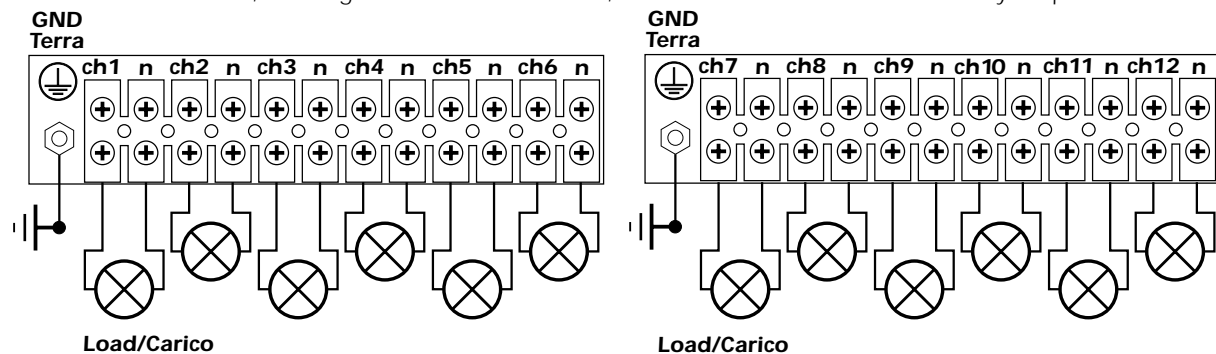 GND
Terra
ch1 n ch2 n ch3 n ch4 n ch5 n ch6 n
Load/Carico
GND
Terra
ch7 n ch8 n ch9 n ch10 n ch11 n ch12 n
Load/Carico